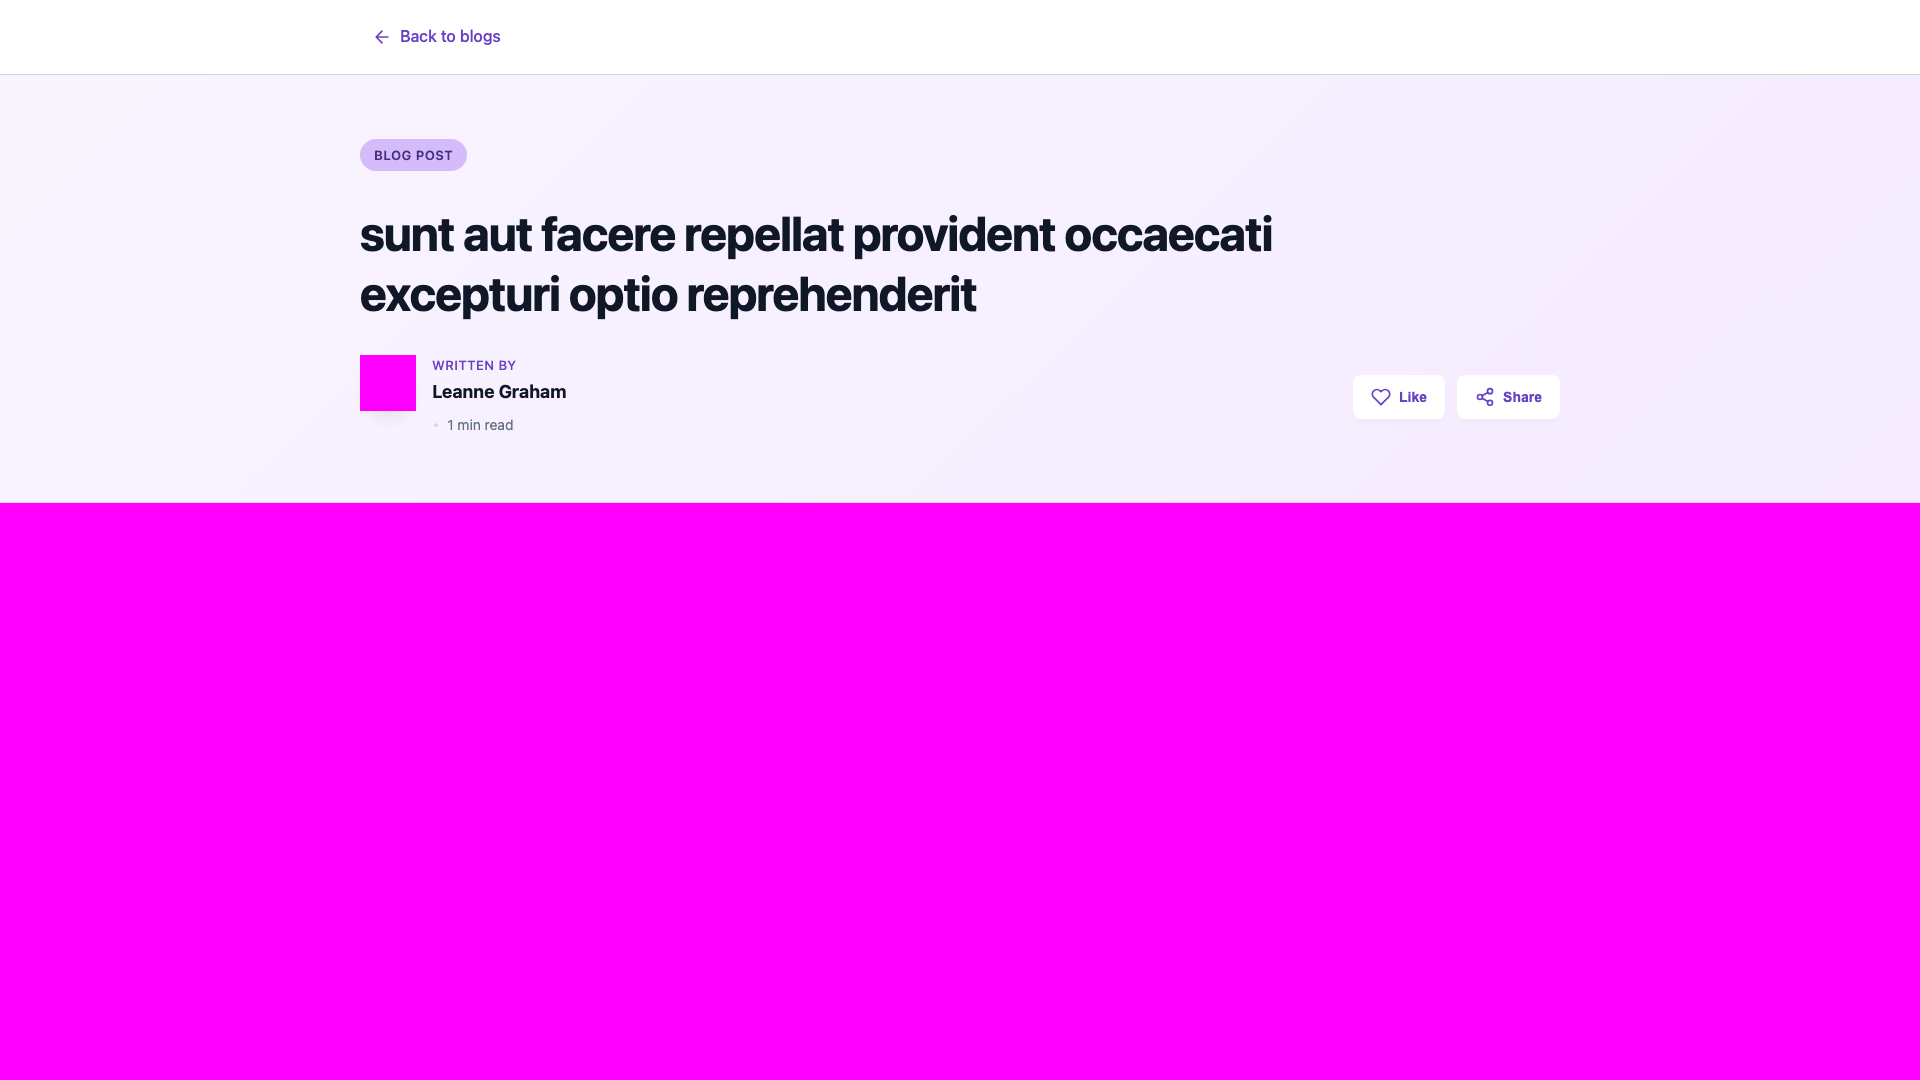 Back to blogs
BLOG POST
sunt aut facere repellat provident occaecati
excepturi optio reprehenderit
WRITTEN BY
Leanne Graham
• 1 min read
Like
Share